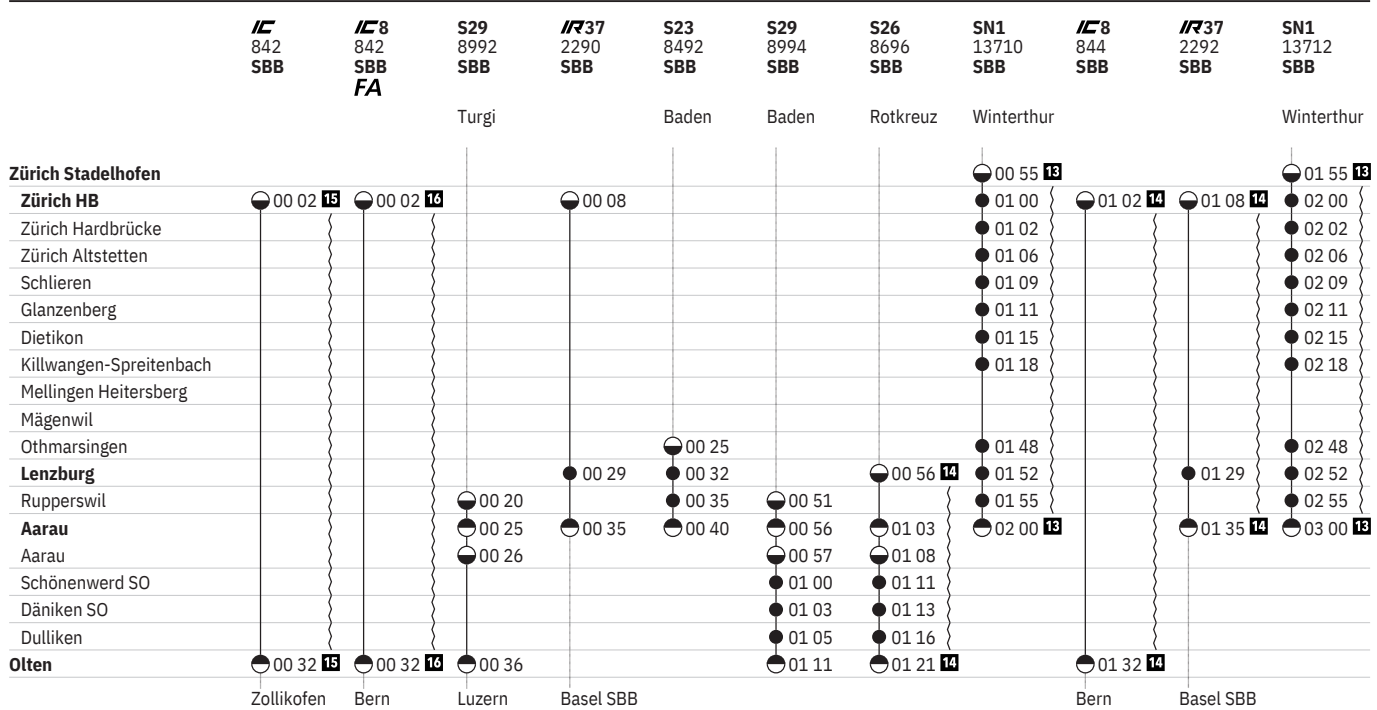 IC IC8 S29 IR37 S23 S29 S26 SN1 IC8 IR37 SN1
842 842 8992 2290 8492 8994 8696 13710 844 2292 13712
SBB SBB SBB SBB SBB SBB SBB SBB SBB SBB SBB
FA
Turgi Baden Baden Rotkreuz Winterthur Winterthur
Zürich Stadelhofen 00 55 13 01 55 13
Zürich HB 00 02 15 00 02 16 00 08 01 00 01 02 14 01 08 14 02 00
Zürich Hardbrücke 01 02 02 02
Zürich Altstetten 01 06 02 06
Schlieren 01 09 02 09
Glanzenberg 01 11 02 11
Dietikon 01 15 02 15
Killwangen-Spreitenbach 01 18 02 18
Mellingen Heitersberg
Mägenwil
Othmarsingen 00 25 01 48 02 48
Lenzburg 00 29 00 32 00 56 14 01 52 01 29 02 52
Rupperswil 00 20 00 35 00 51 01 55 02 55
Aarau 00 25 00 35 00 40 00 56 01 03 02 00 13 01 35 14 03 00 13
Aarau 00 26 00 57 01 08
Schönenwerd SO 01 00 01 11
Däniken SO 01 03 01 13
Dulliken 01 05 01 16
Olten 00 32 15 00 32 16 00 36 01 11 01 21 14 01 32 14
Zollikofen Bern Luzern Basel SBB Bern Basel SBB